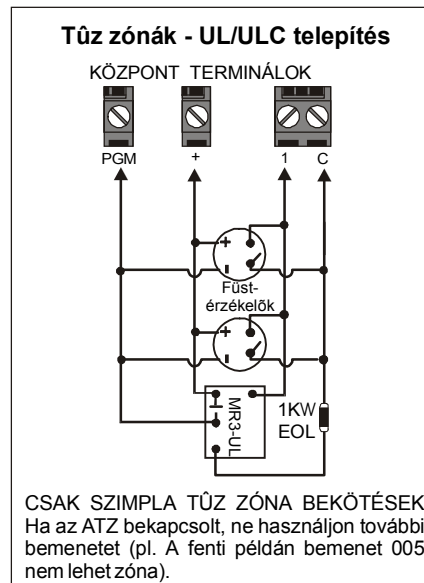 Tûz zónák - UL/ULC telepítés
KÖZPONT TERMINÁLOK
PGM + 1 C
+
-
Füst-
érzékelõk
+
-
MR3-UL
1KW
EOL
CSAK SZIMPLA TÛZ ZÓNA BEKÖTÉSEK
Ha az ATZ bekapcsolt, ne használjon további
bemenetet (pl. A fenti példán bemenet 005
nem lehet zóna).